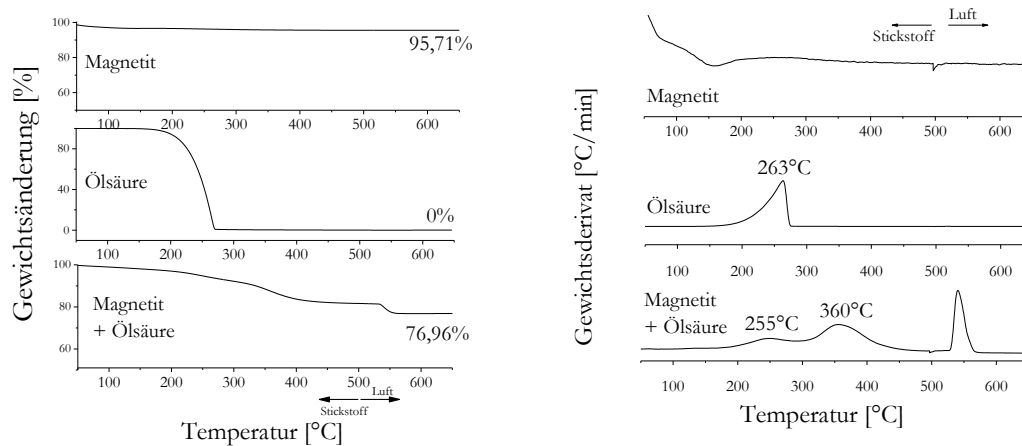 Gewichtsänderung [%]
100
80
60
Magnetit
95,71%
100 200 300 400 500 600
80
40
0
Ölsäure
0%
100 200 300 400 500 600
100
80
60
Magnetit
+ Ölsäure
76,96%
100 200 300 400 500 600
Stickstoff
Luft
Temperatur [°C]
Gewichtsderivat [°C/min]
Luft
Stickstoff
Magnetit
100 200 300 400 500 600
263°C
Ölsäure
100 200 300 400 500 600
Magnetit
+ Ölsäure
255°C
360°C
100 200 300 400 500 600
Temperatur [°C]